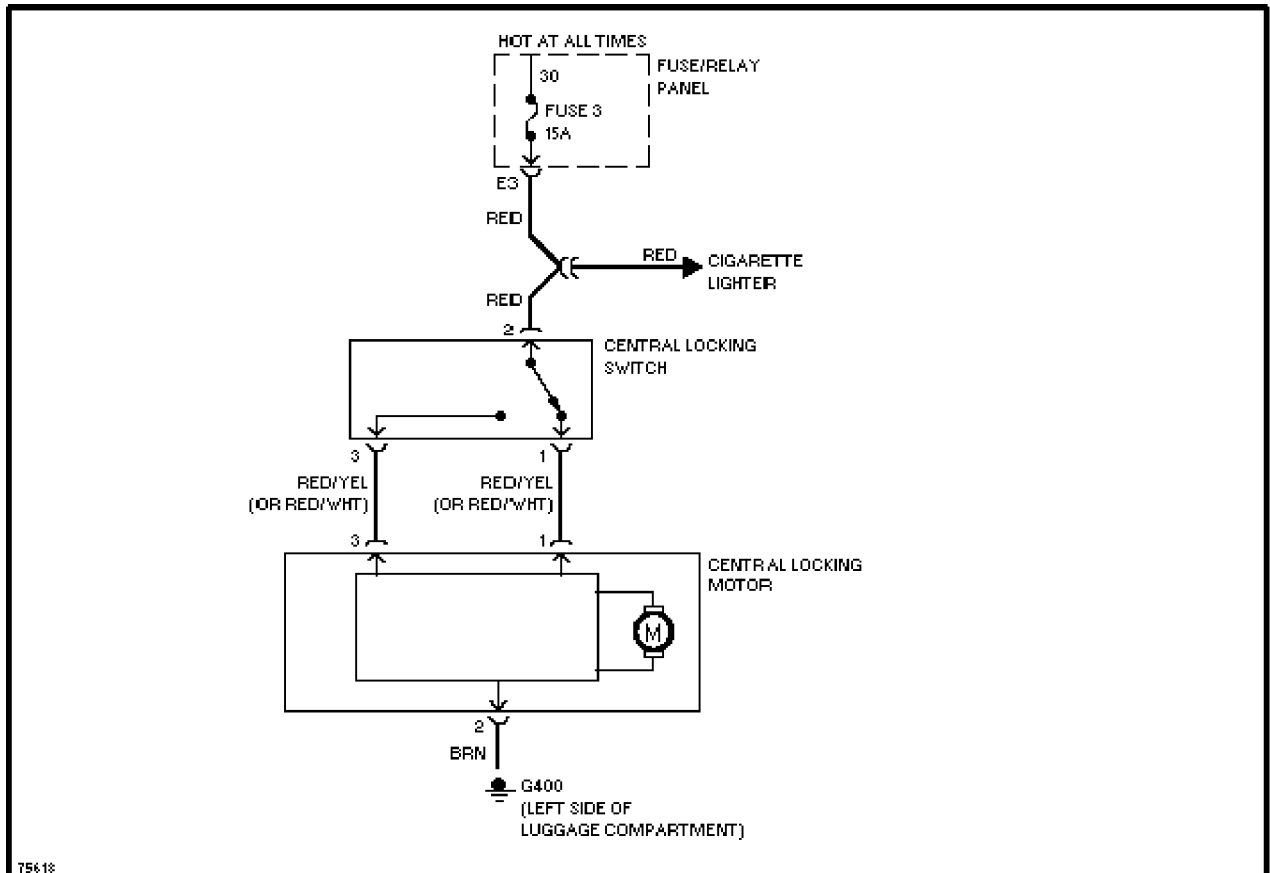 HOT AT ALL TIMES
FUSE/RELAY
PANEL
30
FUSE 3
15A
E3
RED
RED
CIGARETTE
LIGHTER
RED
2
CENTRAL LOCKING
SWITCH
3
1
RED/YEL
(OR RED/WHT)
RED/YEL
(OR RED/WHT)
3
1
CENTRAL LOCKING
MOTOR
M
2
BRN
G400
(LEFT SIDE OF
LUGGAGE COMPARTMENT)
75618